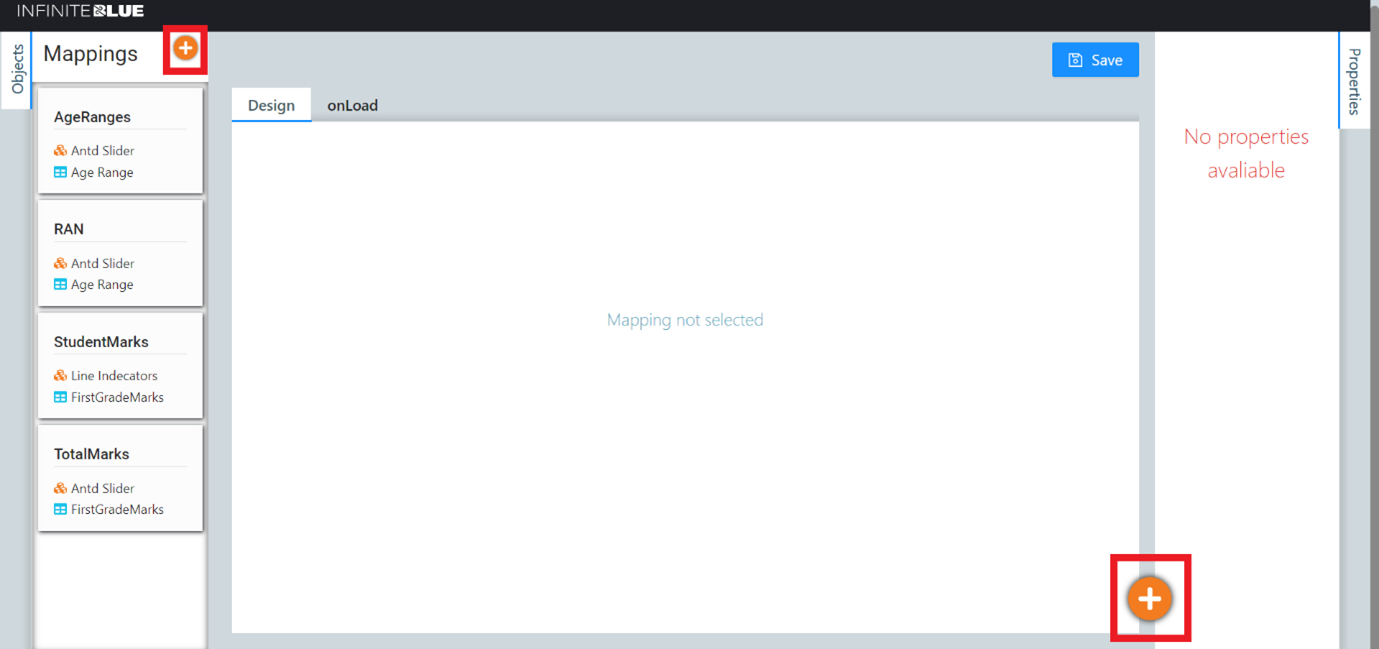 INFINITEBLUE
Objects
Mappings
Save
Properties
Design
onLoad
AgeRanges
Antd Slider
Age Range
RAN
Antd Slider
Age Range
StudentMarks
Line Indecators
FirstGradeMarks
TotalMarks
Antd Slider
FirstGradeMarks
Mapping not selected
No properties
avaliable